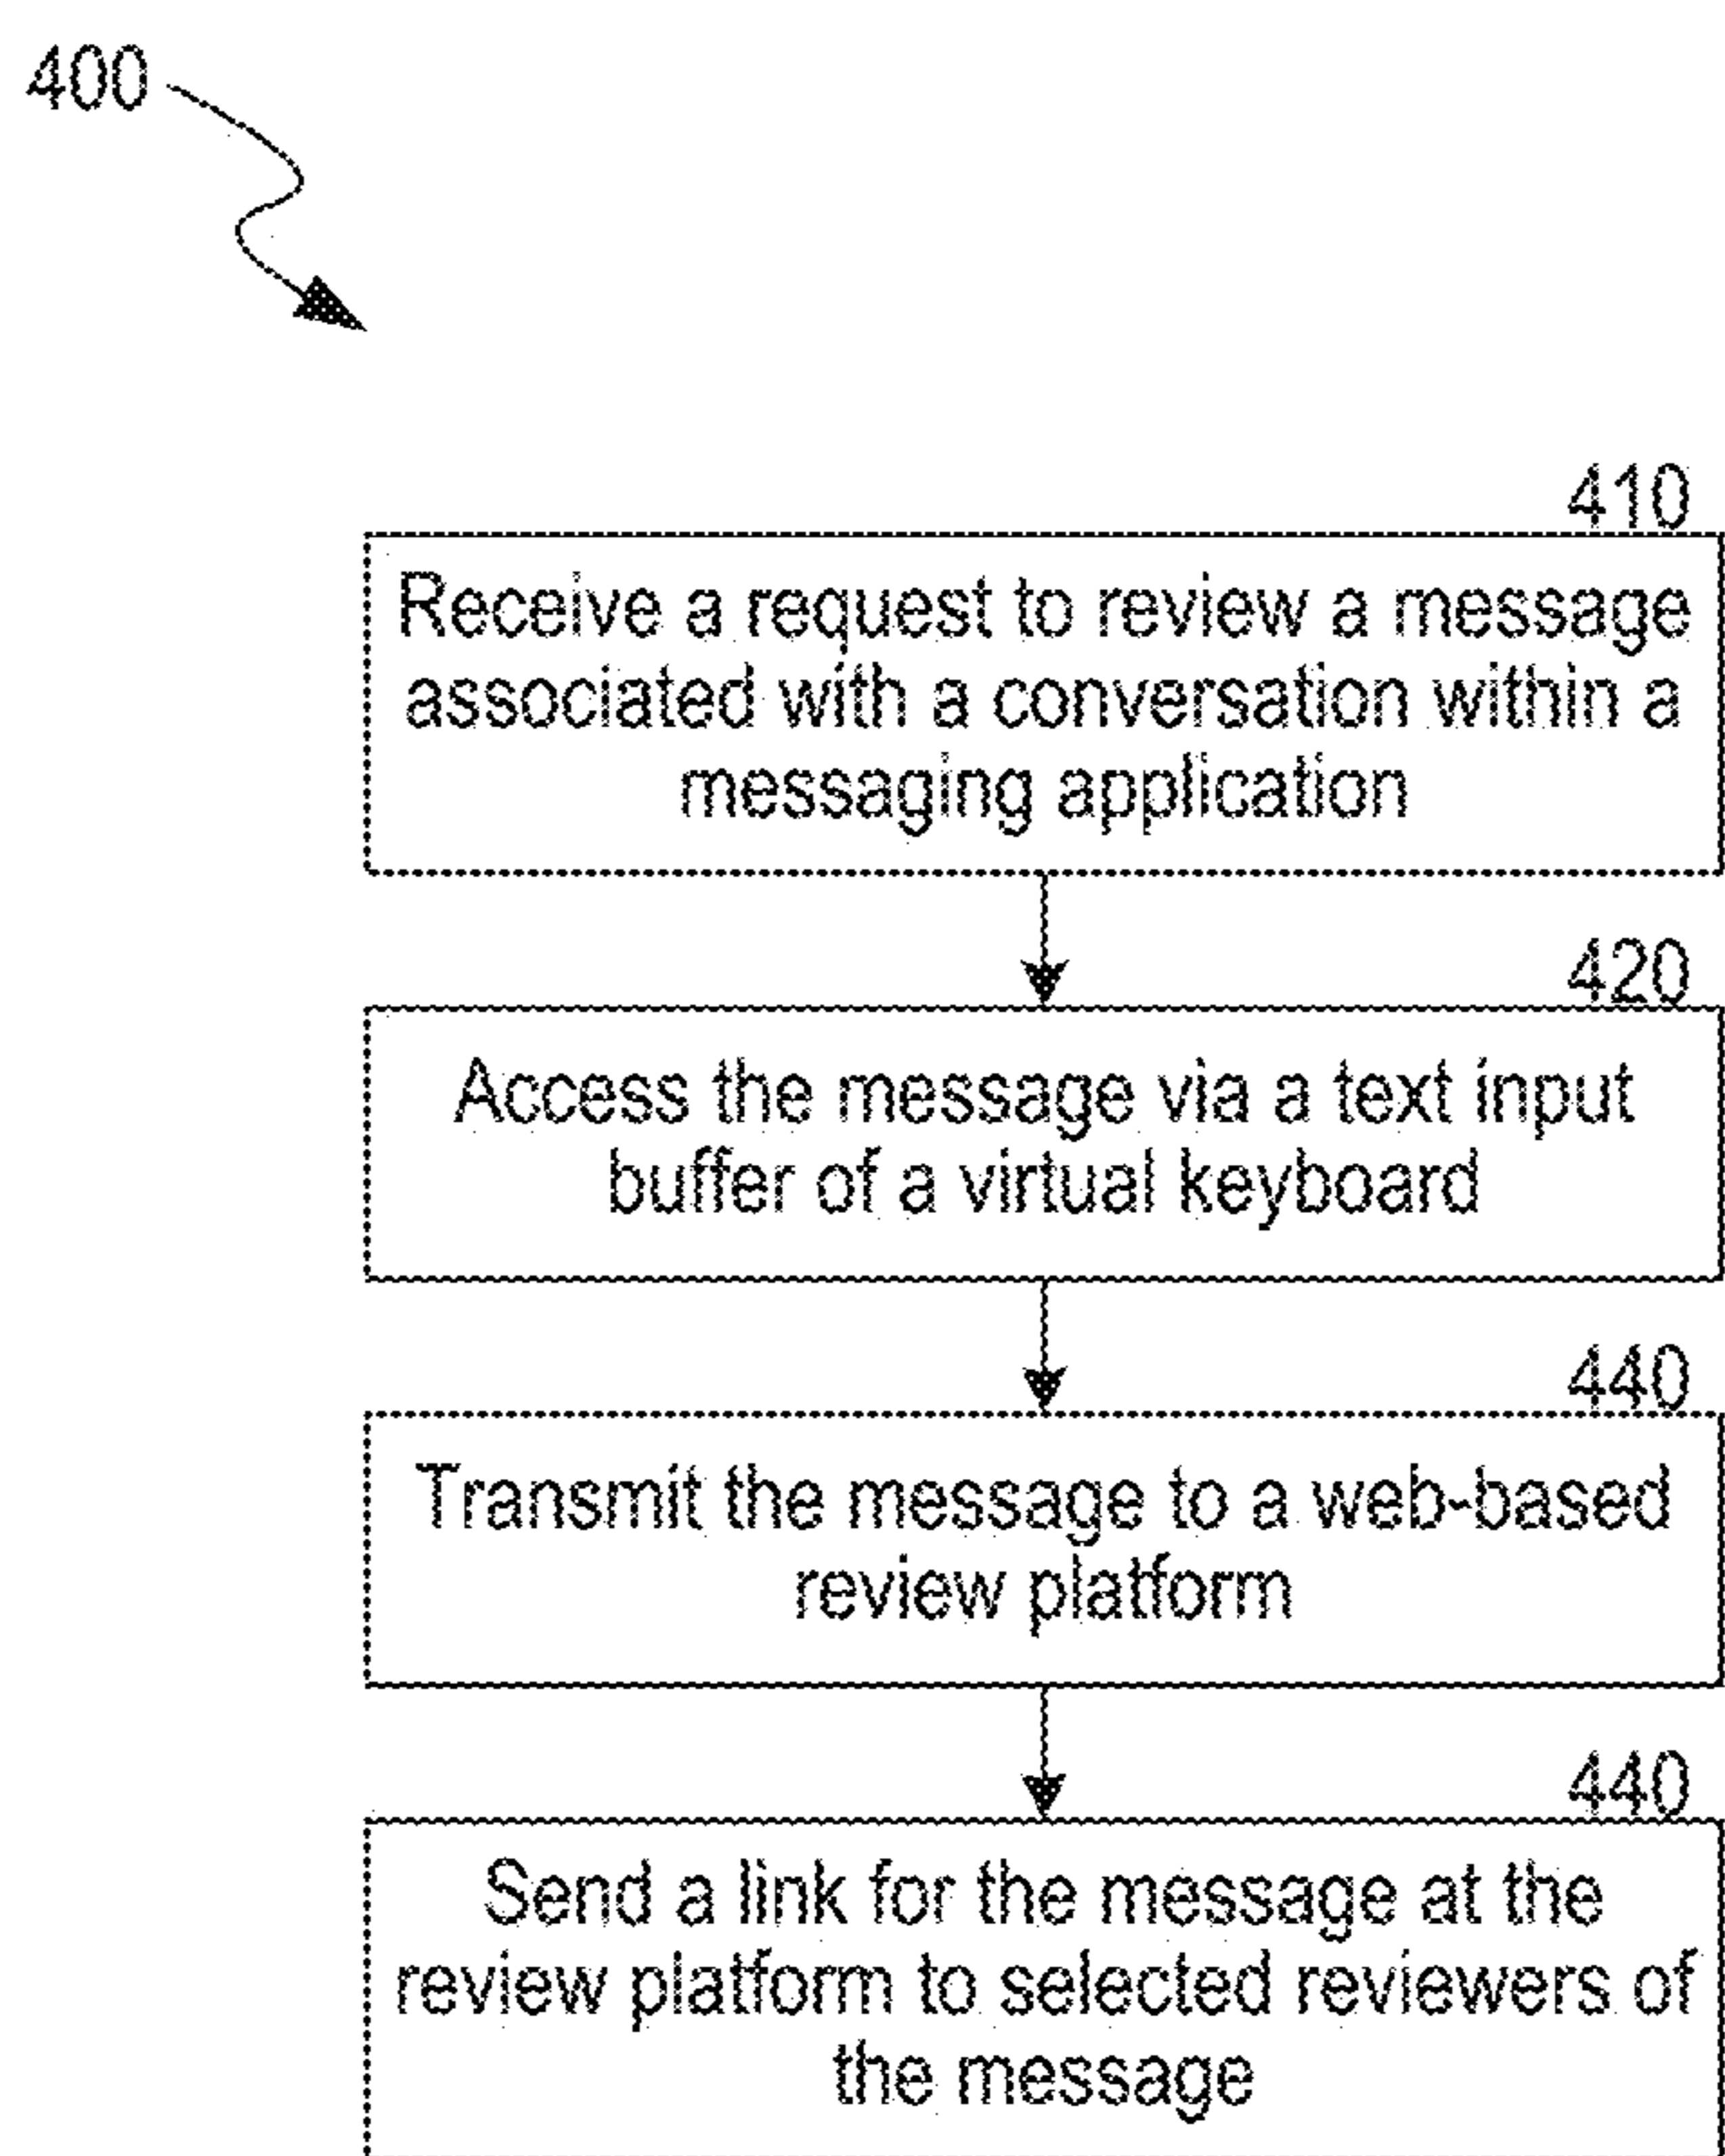 400
410
Receive a request to review a message
associated with a conversation within a
messaging application
420
Access the message via a text input
buffer of a virtual keyboard
440
Transmit the message to a web-based
review platform
440
Send a link for the message at the
review platform to selected reviewers of
the message